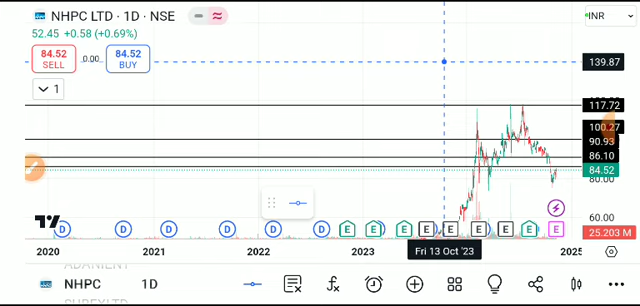 NHPC LTD · 1D · NSE
INR
52.45 +0.58 (+0.69%)
84.52 SELL 0.00 84.52 BUY
139.87
1
117.72
100.27
90.93
86.10
84.52
80.00
60.00
D D D D D D E E E E E E E E E
25.203 M
Fri 13 Oct '23
2020 2021 2022 2023 2025
ADANIENT
NHPC 1D